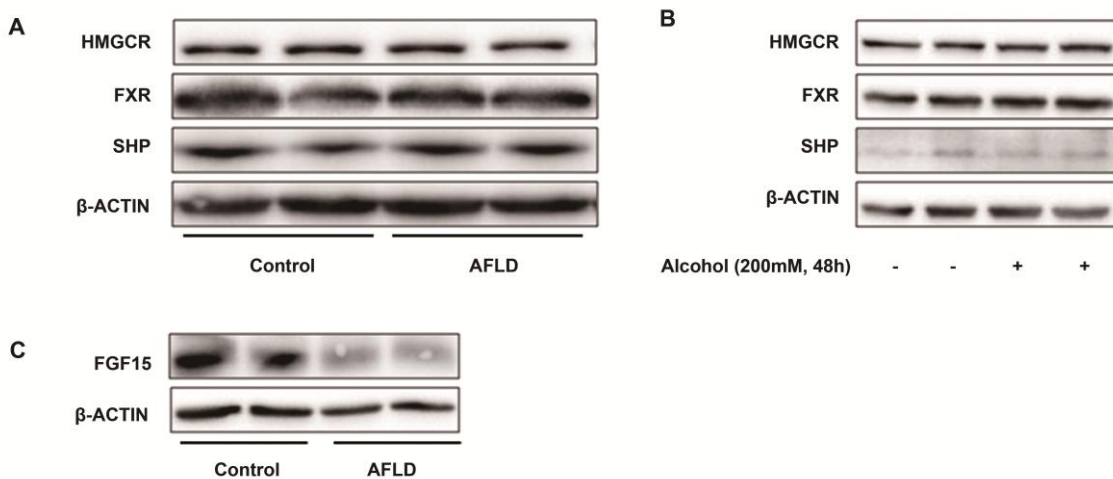 A
HMGCR
FXR
SHP
β-ACTIN
Control AFLD
B
HMGCR
FXR
SHP
β-ACTIN
Alcohol (200mM, 48h) - - + +
C
FGF15
β-ACTIN
Control AFLD